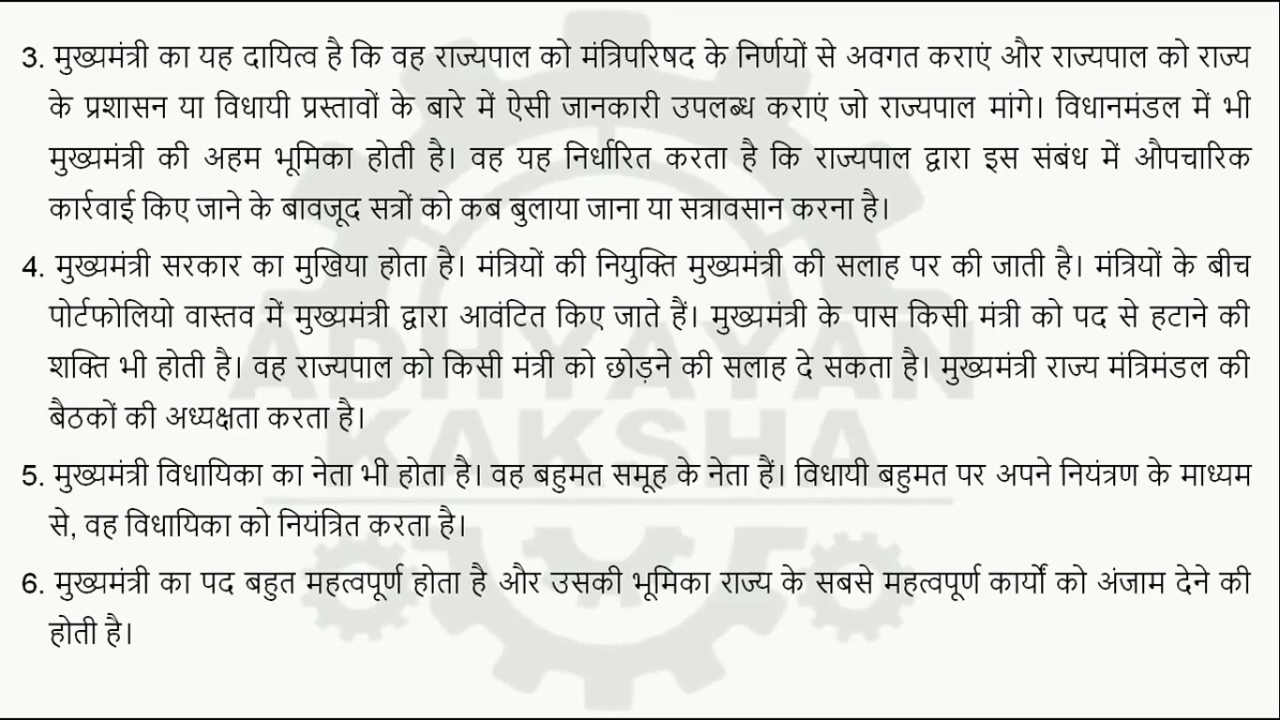 3. मुख्यमंत्री का यह दायित्व है कि वह राज्यपाल को मंत्रिपरिषद के निर्णयों से अवगत कराएं और राज्यपाल को राज्य
के प्रशासन या विधायी प्रस्तावों के बारे में ऐसी जानकारी उपलब्ध कराएं जो राज्यपाल मांगे। विधानमंडल में भी
मुख्यमंत्री की अहम भूमिका होती है। वह यह निर्धारित करता है कि राज्यपाल द्वारा इस संबंध में औपचारिक
कार्रवाई किए जाने के बावजूद सत्रों को कब बुलाया जाना या सत्रावसान करना है।
4. मुख्यमंत्री सरकार का मुखिया होता है। मंत्रियों की नियुक्ति मुख्यमंत्री की सलाह पर की जाती है। मंत्रियों के बीच
पोर्टफोलियो वास्तव में मुख्यमंत्री द्वारा आवंटित किए जाते हैं। मुख्यमंत्री के पास किसी मंत्री को पद से हटाने की
शक्ति भी होती है। वह राज्यपाल को किसी मंत्री को छोड़ने की सलाह दे सकता है। मुख्यमंत्री राज्य मंत्रिमंडल की
बैठकों की अध्यक्षता करता है।
5. मुख्यमंत्री विधायिका का नेता भी होता है। वह बहुमत समूह के नेता हैं। विधायी बहुमत पर अपने नियंत्रण के माध्यम
से, वह विधायिका को नियंत्रित करता है।
6. मुख्यमंत्री का पद बहुत महत्वपूर्ण होता है और उसकी भूमिका राज्य के सबसे महत्वपूर्ण कार्यों को अंजाम देने की
होती है।
ADHYAYAN
KAKSHA